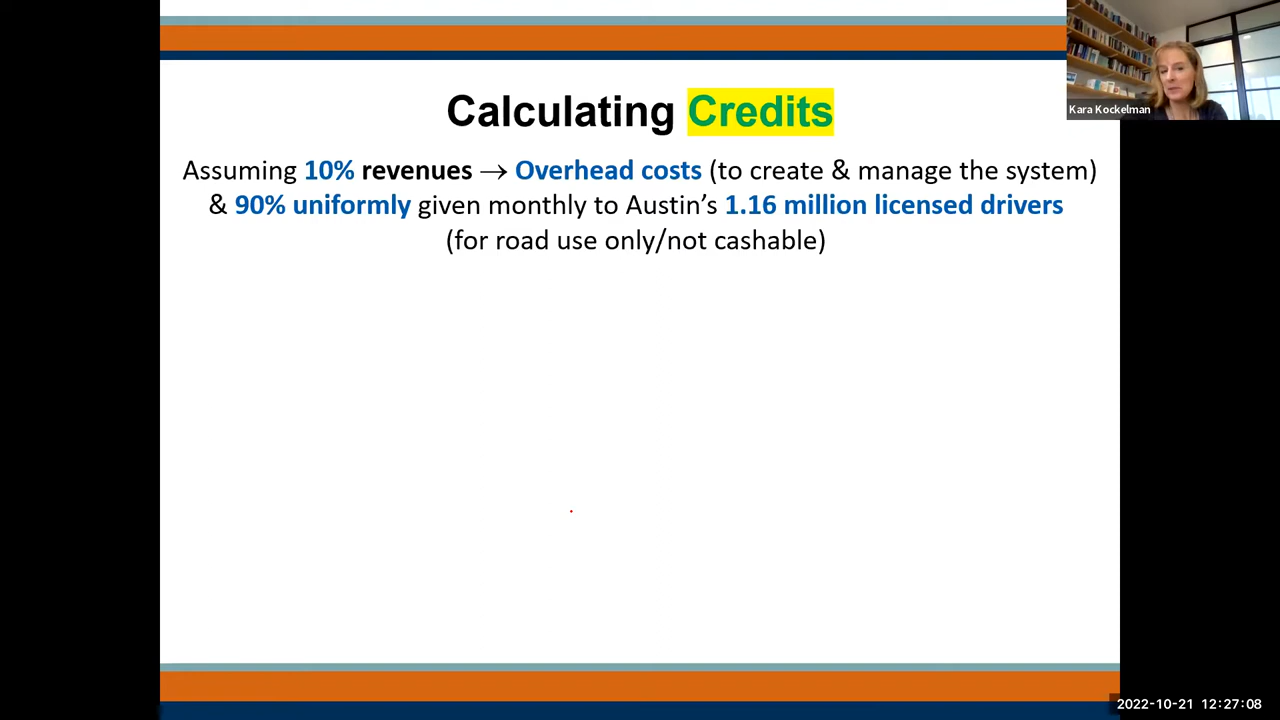 Kara Kockelman
Calculating Credits
Assuming 10% revenues → Overhead costs (to create & manage the system)
& 90% uniformly given monthly to Austin’s 1.16 million licensed drivers
(for road use only/not cashable)
2022-10-21 12:27:08